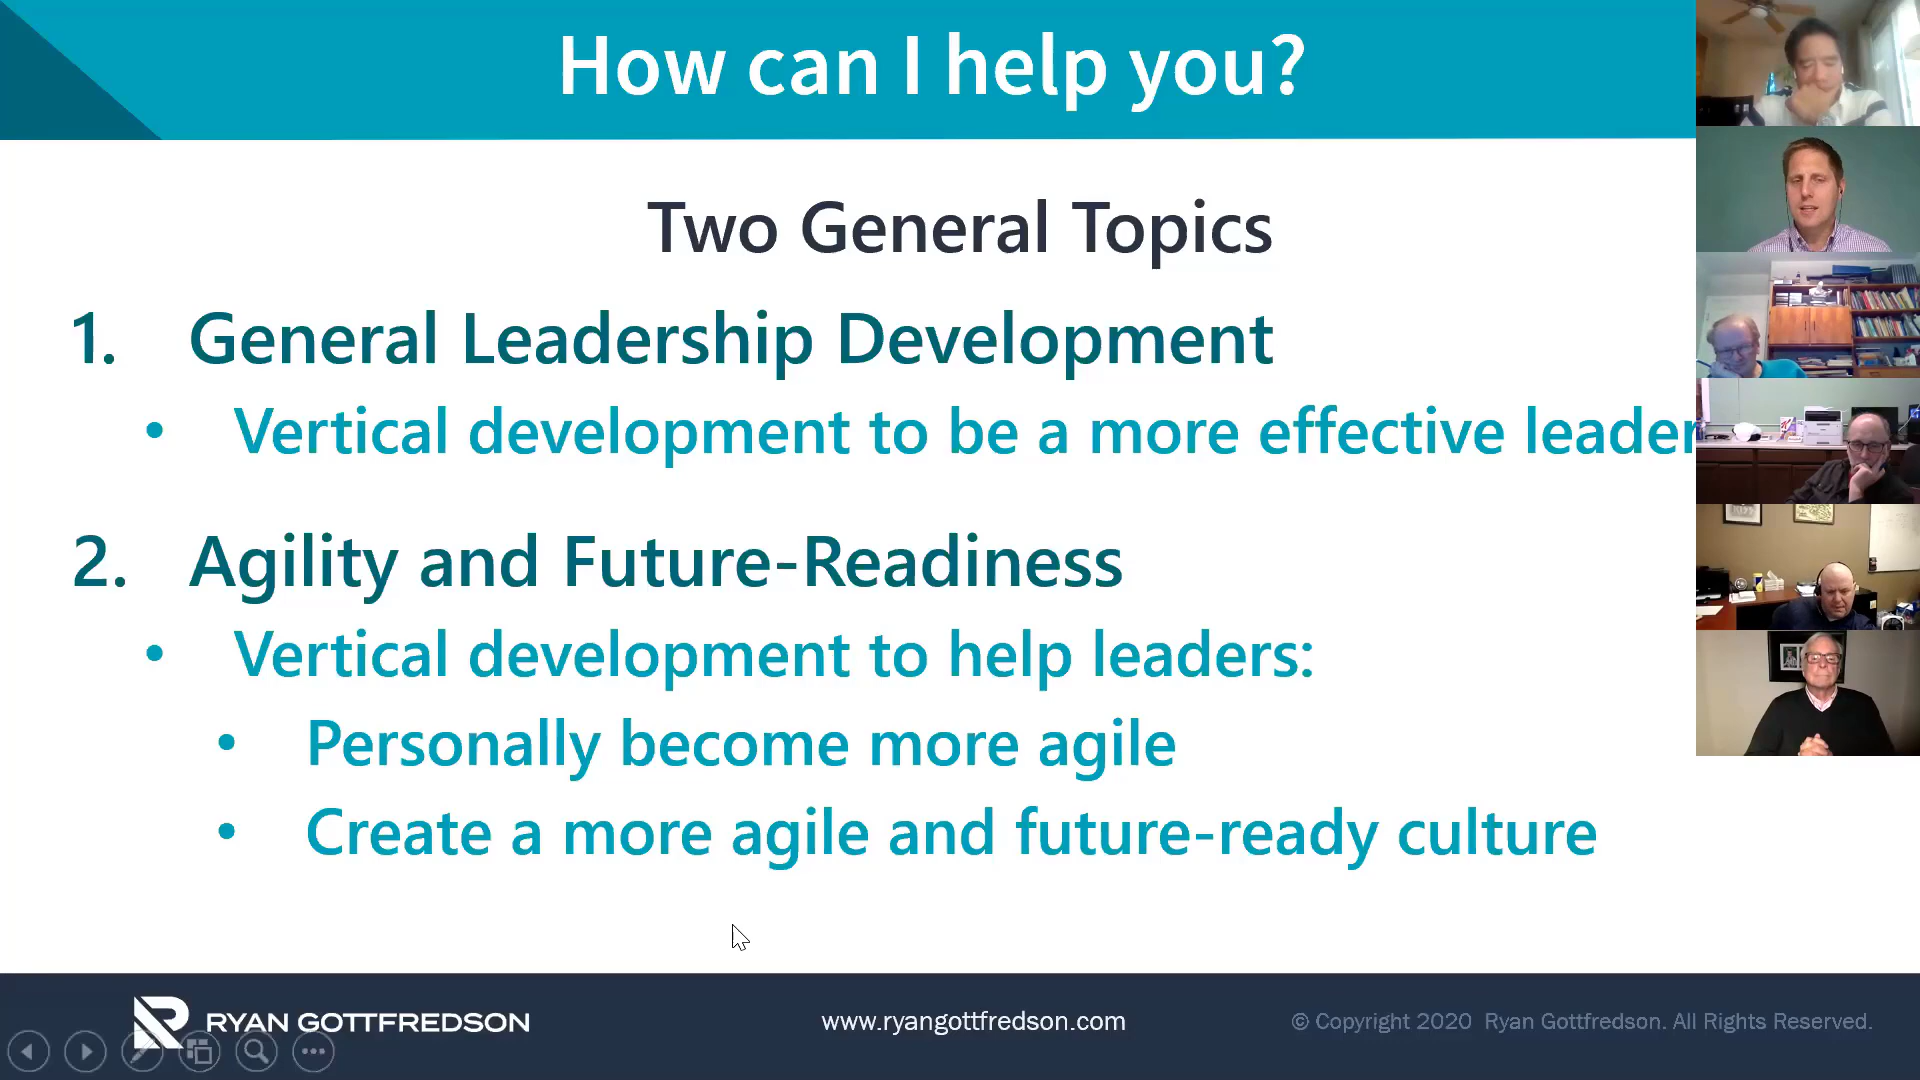 How can I help you?
Two General Topics
1. General Leadership Development
• Vertical development to be a more effective leader
2. Agility and Future-Readiness
• Vertical development to help leaders:
• Personally become more agile
• Create a more agile and future-ready culture
RYAN GOTTFREDSON
www.ryangottfredson.com
© Copyright 2020 Ryan Gottfredson. All Rights Reserved.